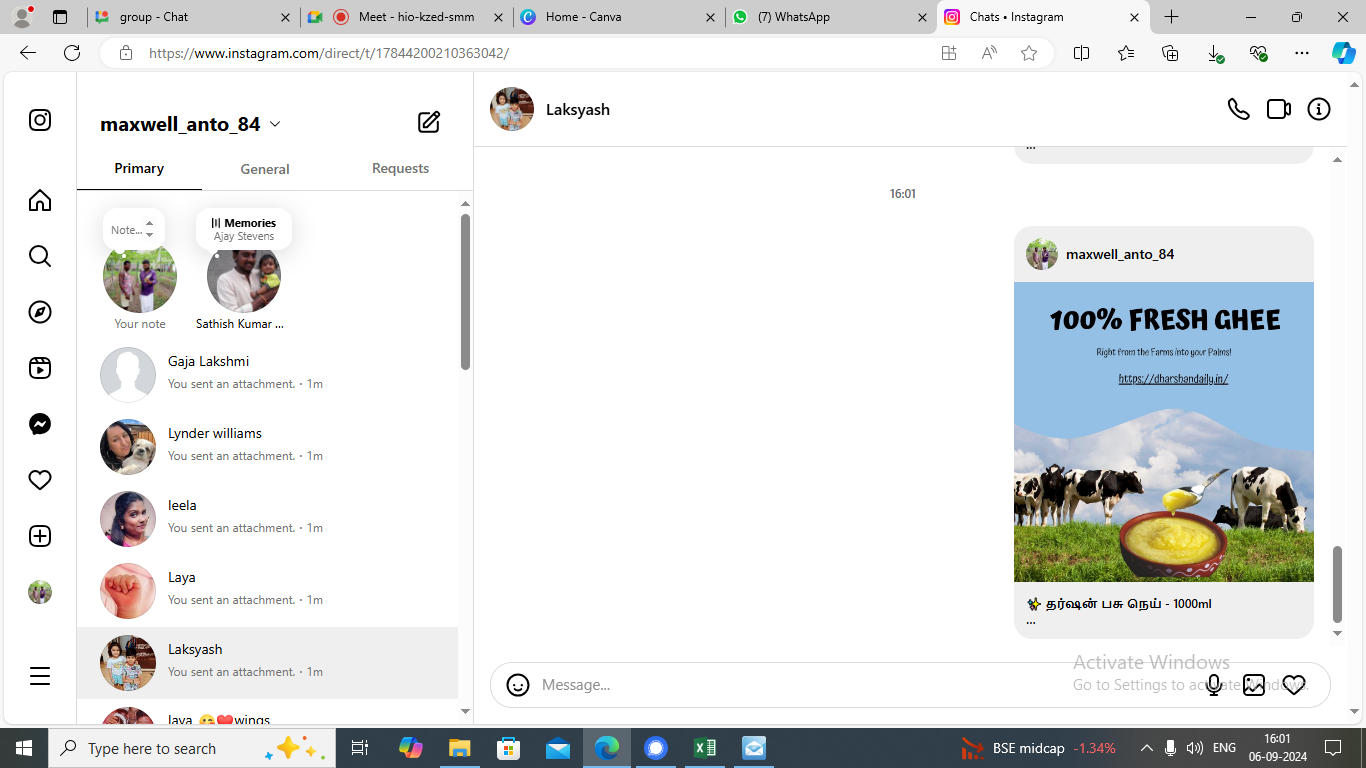 group - Chat
Meet - hio-kzed-smm
Home - Canva
(7) WhatsApp
Chats • Instagram
https://www.instagram.com/direct/t/17844200210363042/
maxwell_anto_84
Primary
General
Requests
Note...
Memories
Ajay Stevens
Your note
Sathish Kumar ...
Gaja Lakshmi
You sent an attachment. · 1m
Lynder williams
You sent an attachment. · 1m
leela
You sent an attachment. · 1m
Laya
You sent an attachment. · 1m
Laksyash
You sent an attachment. · 1m
laya 🤗❤️wings
Laksyash
...
16:01
maxwell_anto_84
100% FRESH GHEE
Right from the Farms into your Palms!
https://dharshandaily.in/
✨ தர்ஷன் பசு நெய் - 1000ml
...
Message...
Activate Windows
Go to Settings to activate Windows.
Type here to search
BSE midcap -1.34%
ENG
16:01
06-09-2024